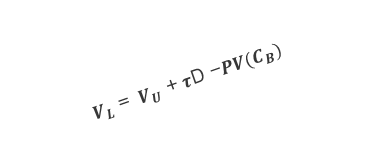 V_L = V_U + τD − PV(C_B)